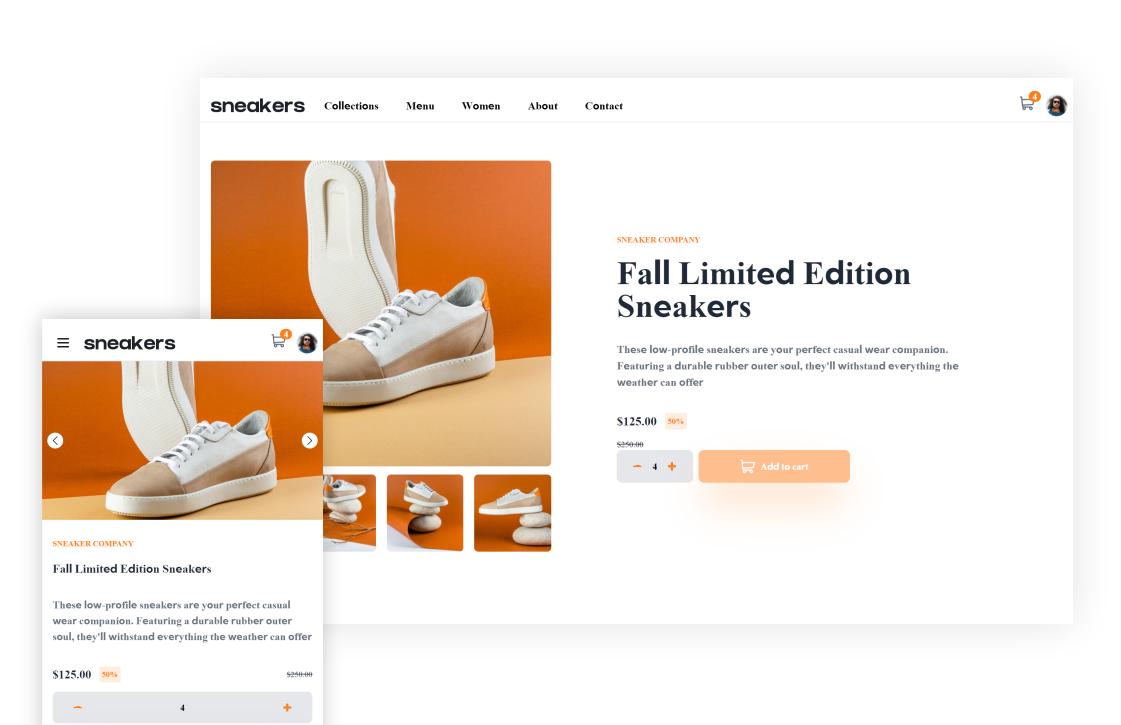 sneakers Collections Menu Women About Contact 4
SNEAKER COMPANY
Fall Limited Edition
Sneakers
These low-profile sneakers are your perfect casual wear companion.
Featuring a durable rubber outer soul, they'll withstand everything the
weather can offer
$125.00 50%
$250.00
4 Add to cart
sneakers 4
SNEAKER COMPANY
Fall Limited Edition Sneakers
These low-profile sneakers are your perfect casual
wear companion. Featuring a durable rubber outer
soul, they'll withstand everything the weather can offer
$125.00 50% $250.00
4